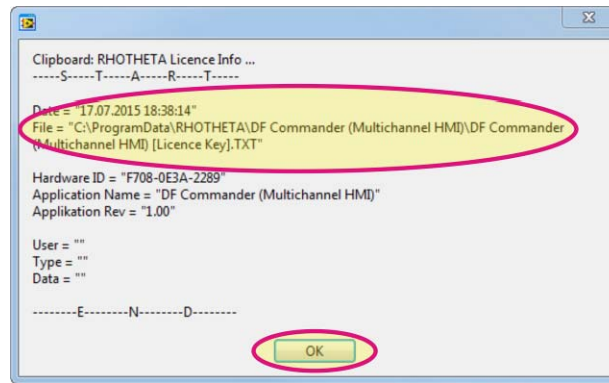 Clipboard: RHOTHETA Licence Info ...
-----S-----T-----A-----R-----T-----
Date = "17.07.2015 18:38:14"
File = "C:\ProgramData\RHOTHETA\DF Commander (Multichannel HMI)\DF Commander
(Multichannel HMI) [Licence Key].TXT"
Hardware ID = "F708-0E3A-2289"
Application Name = "DF Commander (Multichannel HMI)"
Applikation Rev = "1.00"
User = ""
Type = ""
Data = ""
--------E--------N--------D--------
OK